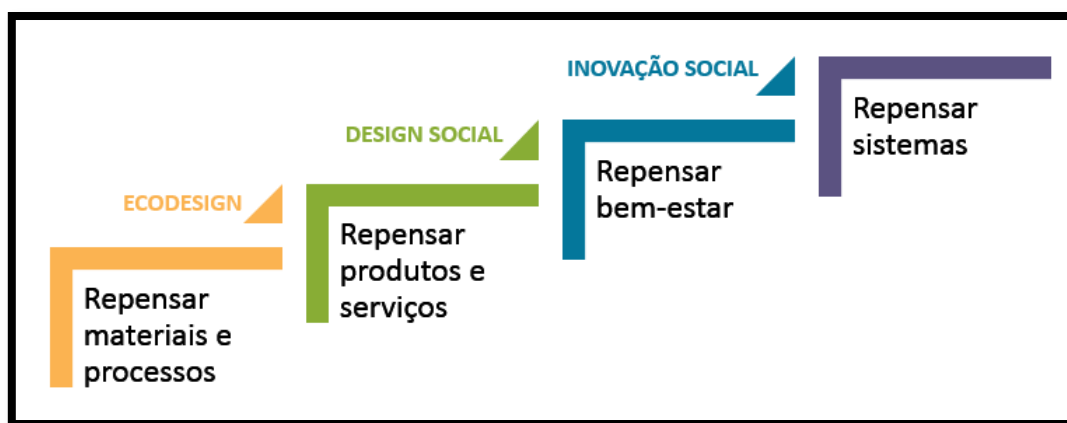 ECODESIGN
Repensar
materiais e
processos
DESIGN SOCIAL
Repensar
produtos e
serviços
INOVAÇÃO SOCIAL
Repensar
bem-estar
Repensar
sistemas